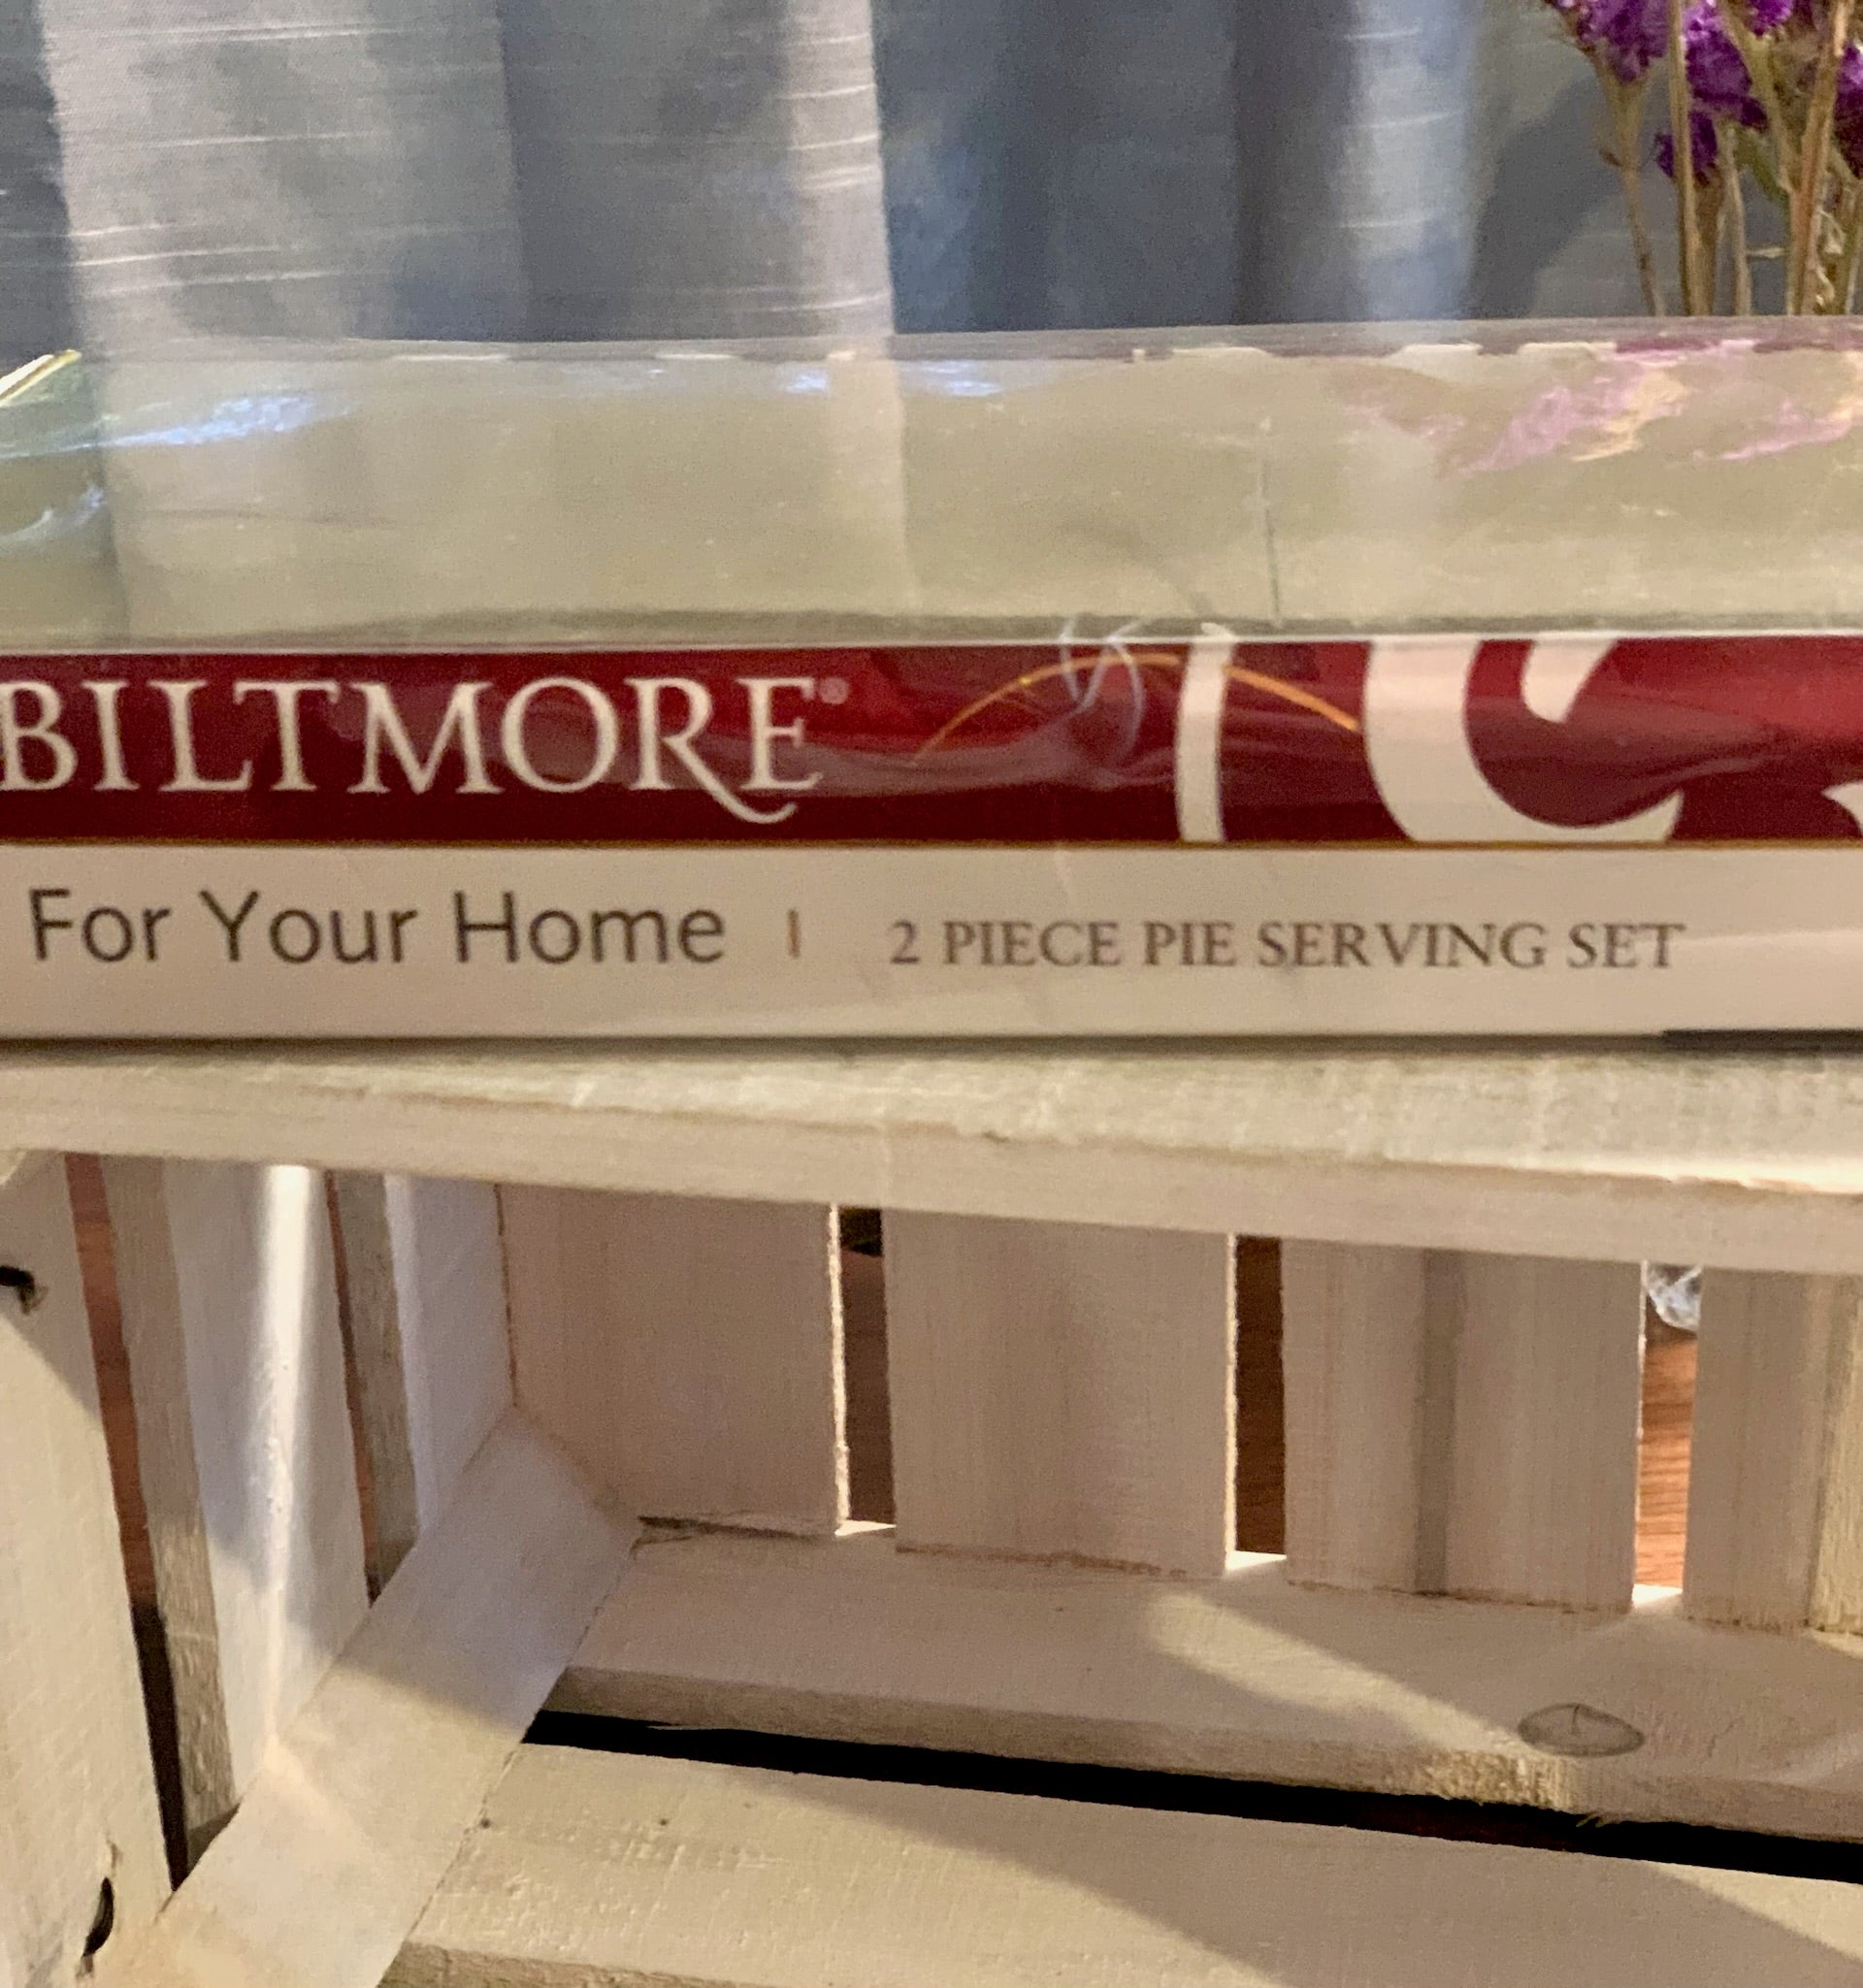 BILTMORE®
For Your Home | 2 PIECE PIE SERVING SET